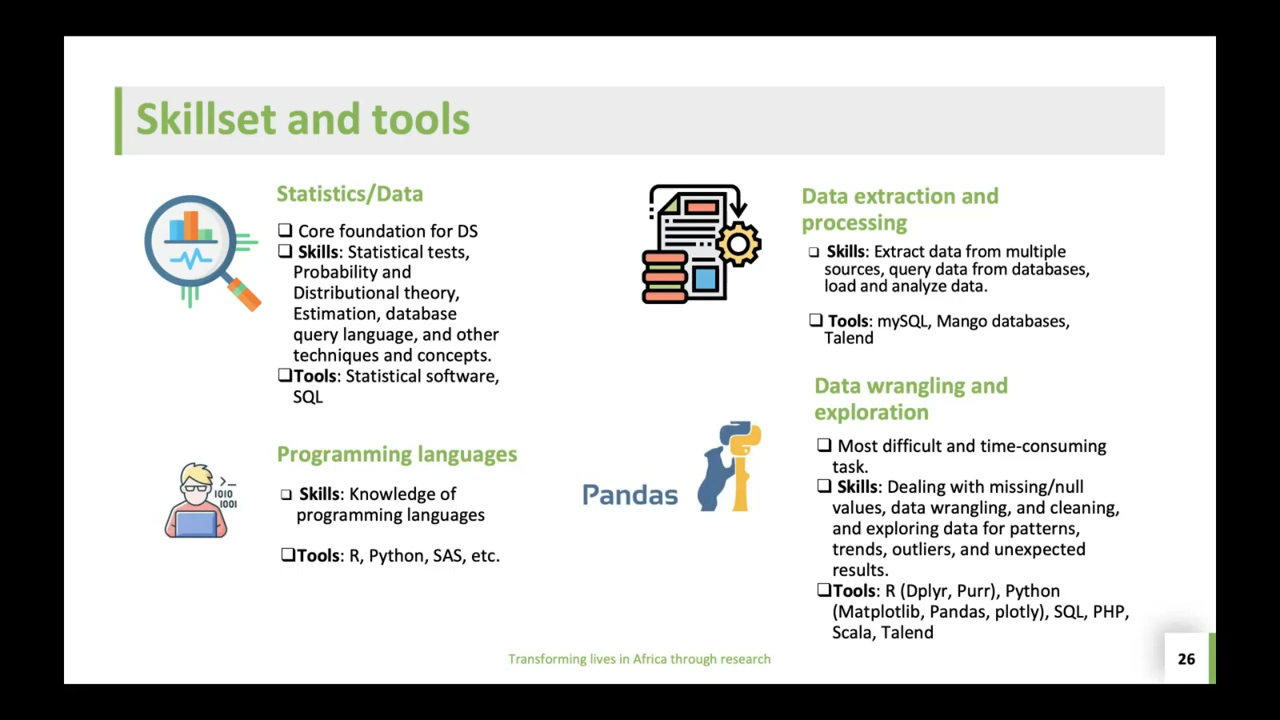 Skillset and tools
Statistics/Data
❑ Core foundation for DS
❑ Skills: Statistical tests,
Probability and
Distributional theory,
Estimation, database
query language, and other
techniques and concepts.
❑Tools: Statistical software,
SQL
Programming languages
>_
1010
1001
❑ Skills: Knowledge of
programming languages
❑Tools: R, Python, SAS, etc.
Data extraction and
processing
❑ Skills: Extract data from multiple
sources, query data from databases,
load and analyze data.
❑ Tools: mySQL, Mango databases,
Talend
Pandas
Data wrangling and
exploration
❑ Most difficult and time-consuming
task.
❑ Skills: Dealing with missing/null
values, data wrangling, and cleaning,
and exploring data for patterns,
trends, outliers, and unexpected
results.
❑Tools: R (Dplyr, Purr), Python
(Matplotlib, Pandas, plotly), SQL, PHP,
Scala, Talend
Transforming lives in Africa through research
26